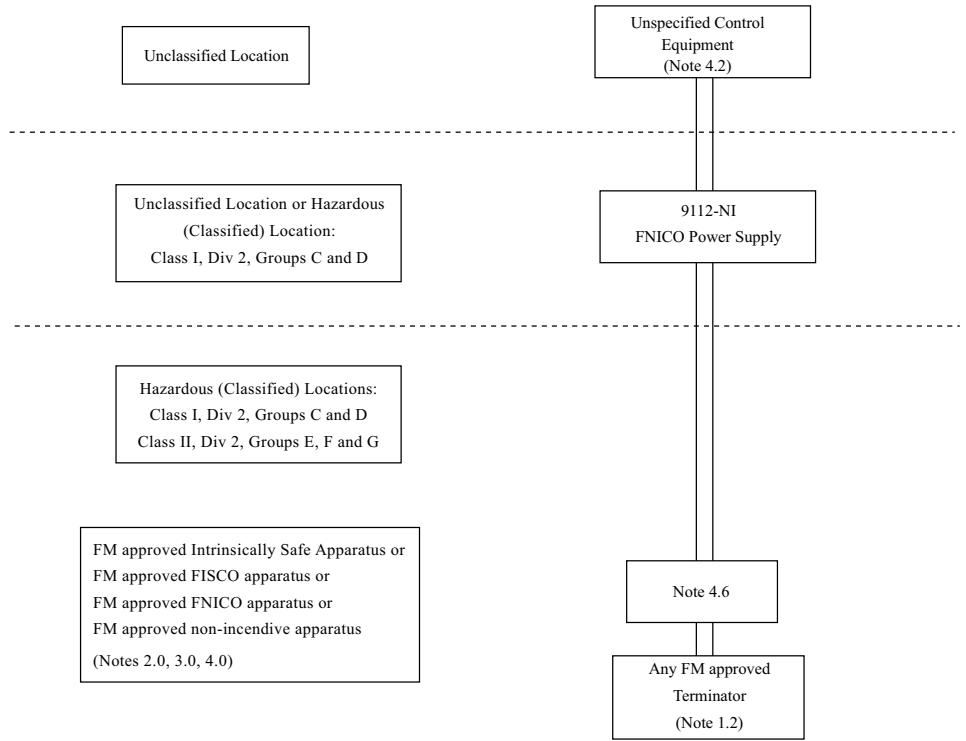 Unclassified Location
Unspecified Control
Equipment
(Note 4.2)
Unclassified Location or Hazardous
(Classified) Location:
Class I, Div 2, Groups C and D
9112-NI
FNICO Power Supply
Hazardous (Classified) Locations:
Class I, Div 2, Groups C and D
Class II, Div 2, Groups E, F and G
FM approved Intrinsically Safe Apparatus or
FM approved FISCO apparatus or
FM approved FNICO apparatus or
FM approved non-incendive apparatus
(Notes 2.0, 3.0, 4.0)
Note 4.6
Any FM approved
Terminator
(Note 1.2)